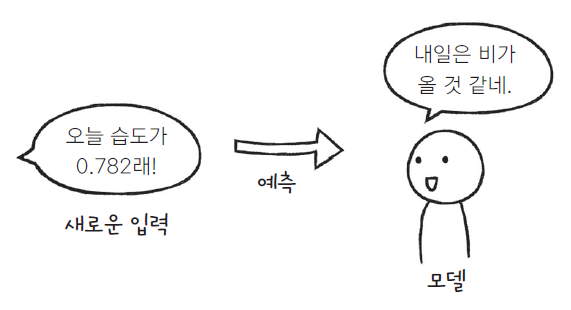 오늘 습도가
0.782래!
새로운 입력
예측
내일은 비가
올 것 같네.
모델